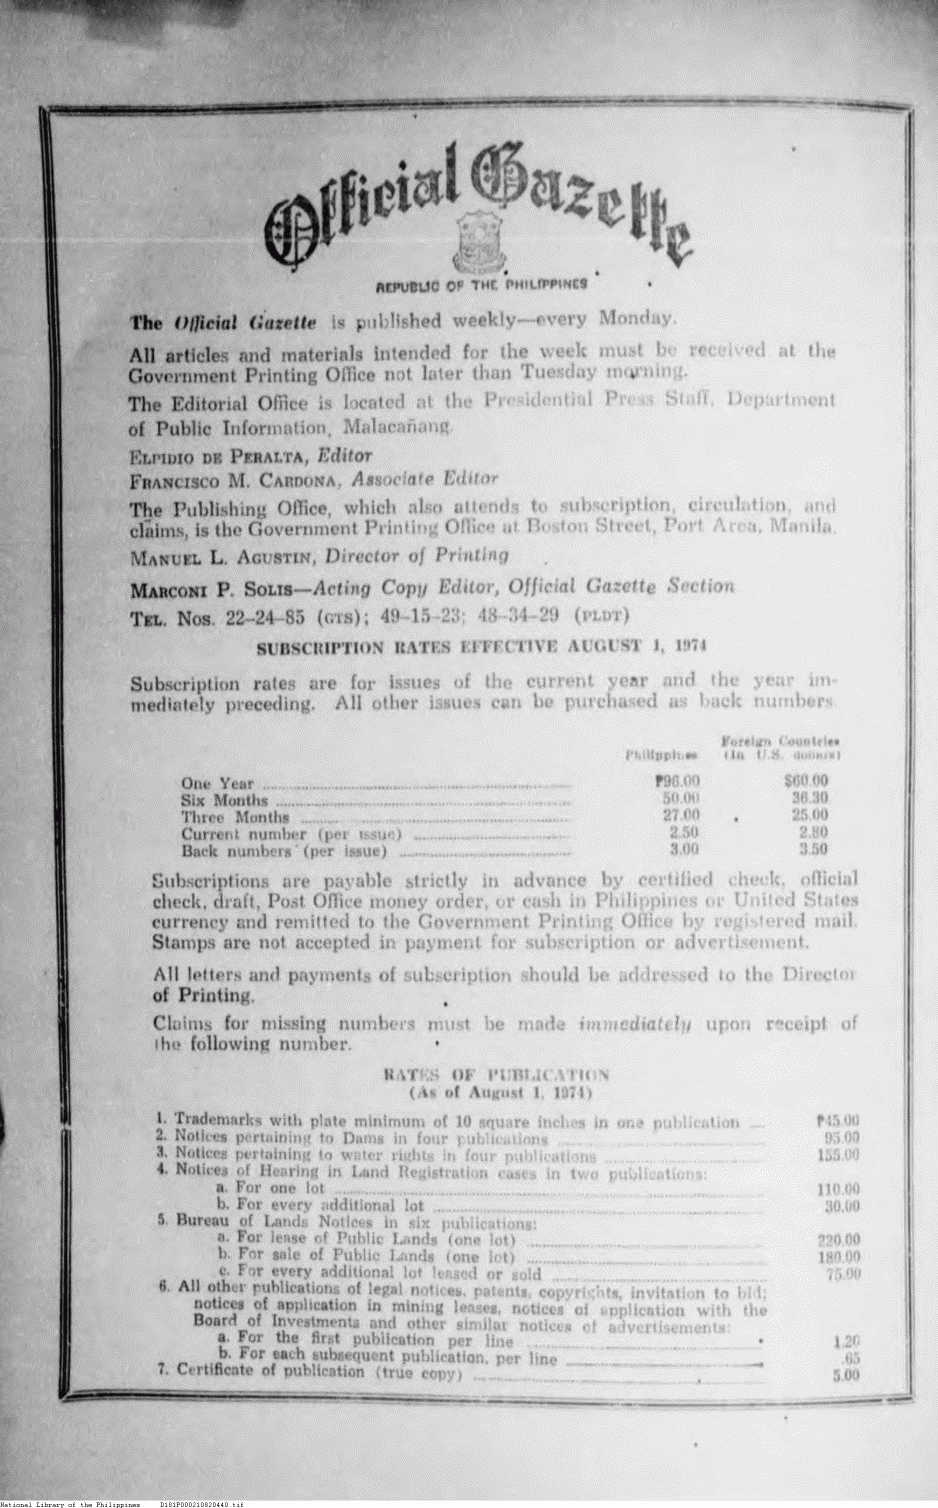 Official Gazette
REPUBLIC OF THE PHILIPPINES
The Official Gazette is published weekly—every Monday.
All articles and materials intended for the week must be received at the
Government Printing Office not later than Tuesday morning.
The Editorial Office is located at the Presidential Press Staff, Department
of Public Information, Malacañang.
ELPIDIO DE PERALTA, Editor
FRANCISCO M. CARDONA, Associate Editor
The Publishing Office, which also attends to subscription, circulation, and
claims, is the Government Printing Office at Boston Street, Port Area, Manila.
MANUEL L. AGUSTIN, Director of Printing
MARCONI P. SOLIS—Acting Copy Editor, Official Gazette Section
TEL. NOS. 22-24-85 (GTS); 49-15-23; 48-34-29 (PLDT)
SUBSCRIPTION RATES EFFECTIVE AUGUST 1, 1974
Subscription rates are for issues of the current year and the year im-
mediately preceding. All other issues can be purchased as back numbers
Foreign Countries
Philippines (In U.S. dollars)
One Year ₱96.00 $60.00
Six Months 50.00 36.30
Three Months 27.00 25.00
Current number (per issue) 2.50 2.80
Back numbers (per issue) 3.00 3.50
Subscriptions are payable strictly in advance by certified check, official
check, draft, Post Office money order, or cash in Philippines or United States
currency and remitted to the Government Printing Office by registered mail.
Stamps are not accepted in payment for subscription or advertisement.
All letters and payments of subscription should be addressed to the Director
of Printing.
Claims for missing numbers must be made immediately upon receipt of
the following number.
RATES OF PUBLICATION
(As of August 1, 1974)
1. Trademarks with plate minimum of 10 square inches in one publication ₱45.00
2. Notices pertaining to Dams in four publications 95.00
3. Notices pertaining to water rights in four publications 155.00
4. Notices of Hearing in Land Registration cases in two publications:
a. For one lot 110.00
b. For every additional lot 30.00
5. Bureau of Lands Notices in six publications:
a. For lease of Public Lands (one lot) 220.00
b. For sale of Public Lands (one lot) 180.00
c. For every additional lot leased or sold 75.00
6. All other publications of legal notices, patents, copyrights, invitation to bid;
notices of application in mining leases, notices of application with the
Board of Investments and other similar notices of advertisements:
a. For the first publication per line 1.20
b. For each subsequent publication, per line .65
7. Certificate of publication (true copy) 5.00
National Library of the Philippines D181P000210820440.tif